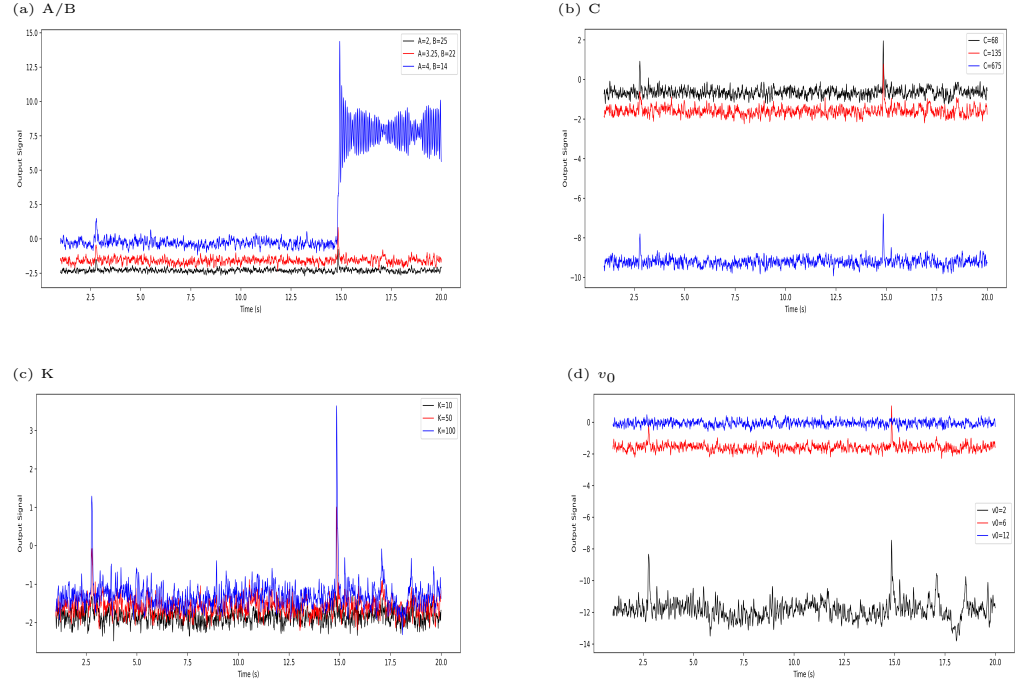 (a) A/B
15.0
12.5
10.0
7.5
5.0
2.5
0.0
−2.5
Output Signal
A=2, B=25
A=3.25, B=22
A=4, B=14
2.5 5.0 7.5 10.0 12.5 15.0 17.5 20.0
Time (s)
(b) C
2
0
−2
−4
−6
−8
−10
Output Signal
C=68
C=135
C=675
2.5 5.0 7.5 10.0 12.5 15.0 17.5 20.0
Time (s)
(c) K
3
2
1
0
−1
−2
Output Signal
K=10
K=50
K=100
2.5 5.0 7.5 10.0 12.5 15.0 17.5 20.0
Time (s)
(d) v0
0
−2
−4
−6
−8
−10
−12
−14
Output Signal
v0=2
v0=6
v0=12
2.5 5.0 7.5 10.0 12.5 15.0 17.5 20.0
Time (s)